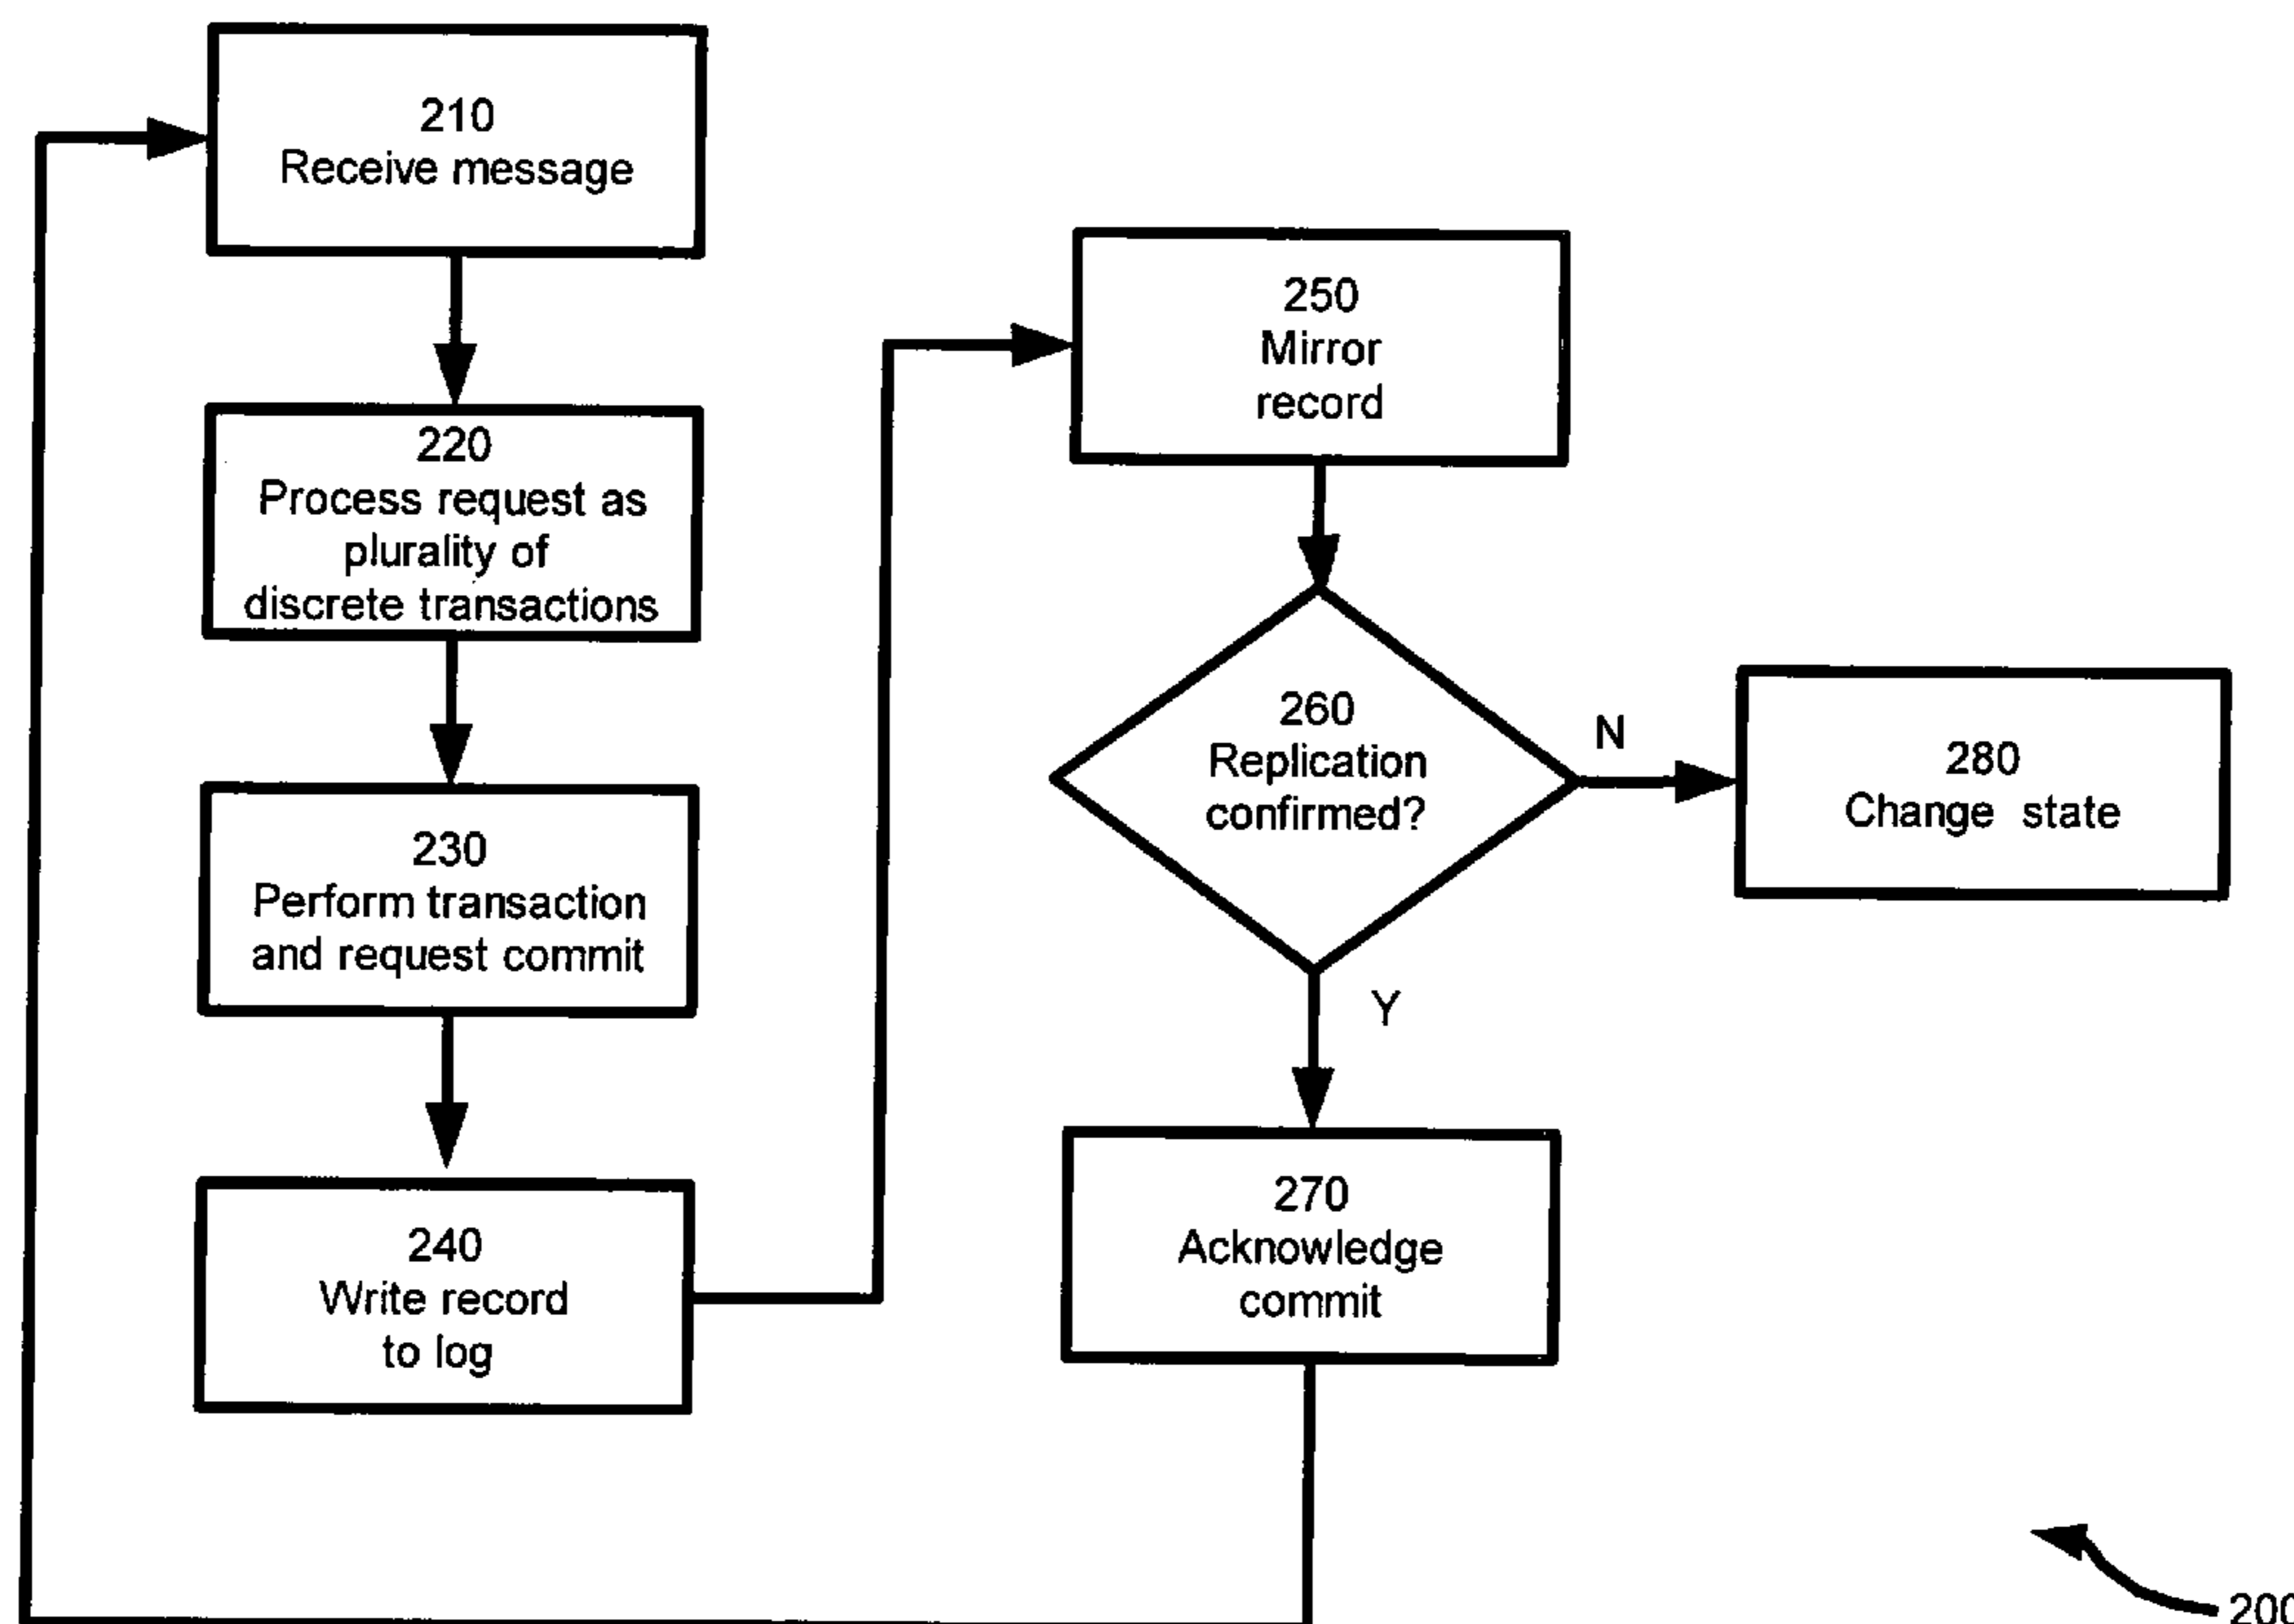 210
Receive message
220
Process request as
plurality of
discrete transactions
230
Perform transaction
and request commit
240
Write record
to log
250
Mirror
record
260
Replication
confirmed?
N
Y
270
Acknowledge
commit
280
Change state
200